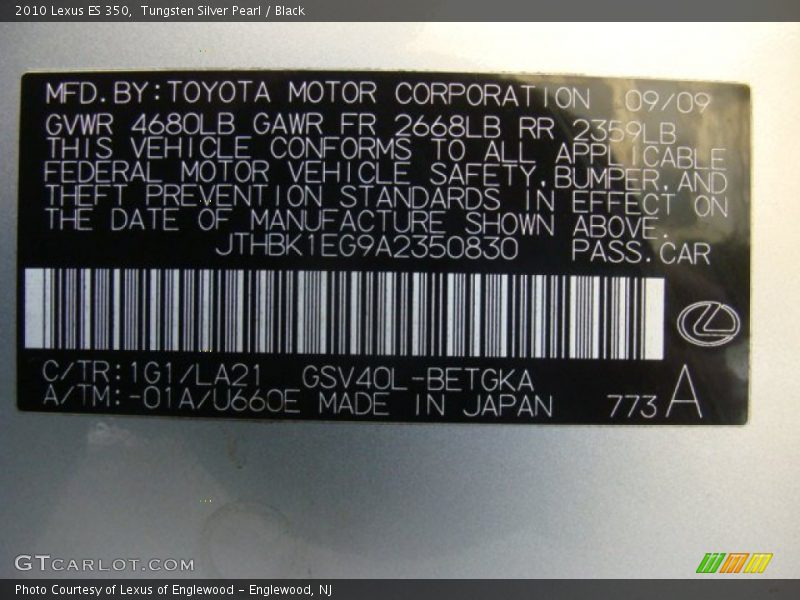 2010 Lexus ES 350,  Tungsten Silver Pearl / Black
MFD.BY:TOYOTA MOTOR CORPORATION 09/09
GVWR 4680LB GAWR FR 2668LB RR 2359LB
THIS VEHICLE CONFORMS TO ALL APPLICABLE
FEDERAL MOTOR VEHICLE SAFETY,BUMPER,AND
THEFT PREVENTION STANDARDS IN EFFECT ON
THE DATE OF MANUFACTURE SHOWN ABOVE.
JTHBK1EG9A2350830 PASS.CAR
C/TR:1G1/LA21 GSV40L-BETGKA
A/TM:-01A/U660E MADE IN JAPAN 773A
GTCARLOT.COM
Photo Courtesy of Lexus of Englewood - Englewood, NJ